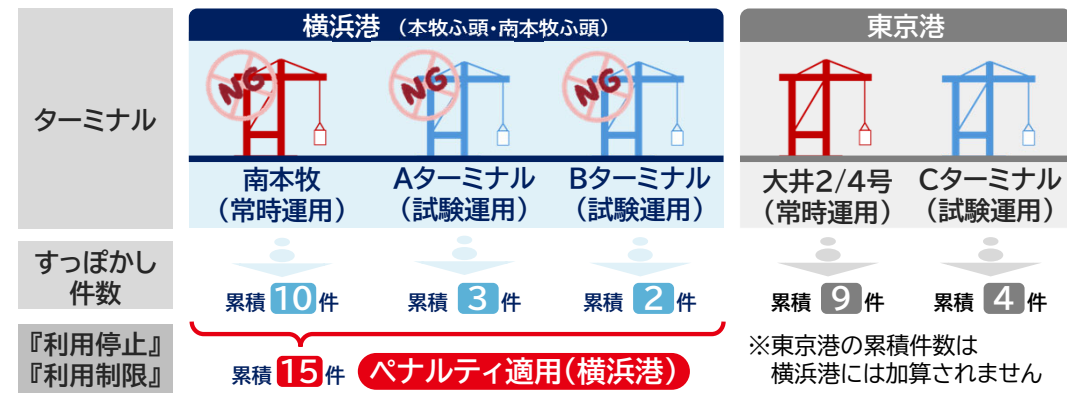 横浜港（本牧ふ頭・南本牧ふ頭）
東京港
ターミナル
NG
NG
NG
南本牧
（常時運用）
Aターミナル
（試験運用）
Bターミナル
（試験運用）
大井2/4号
（常時運用）
Cターミナル
（試験運用）
すっぽかし
件数
累積 10 件
累積 3 件
累積 2 件
累積 9 件
累積 4 件
『利用停止』
『利用制限』
累積 15 件 ペナルティ適用（横浜港）
※東京港の累積件数は
横浜港には加算されません